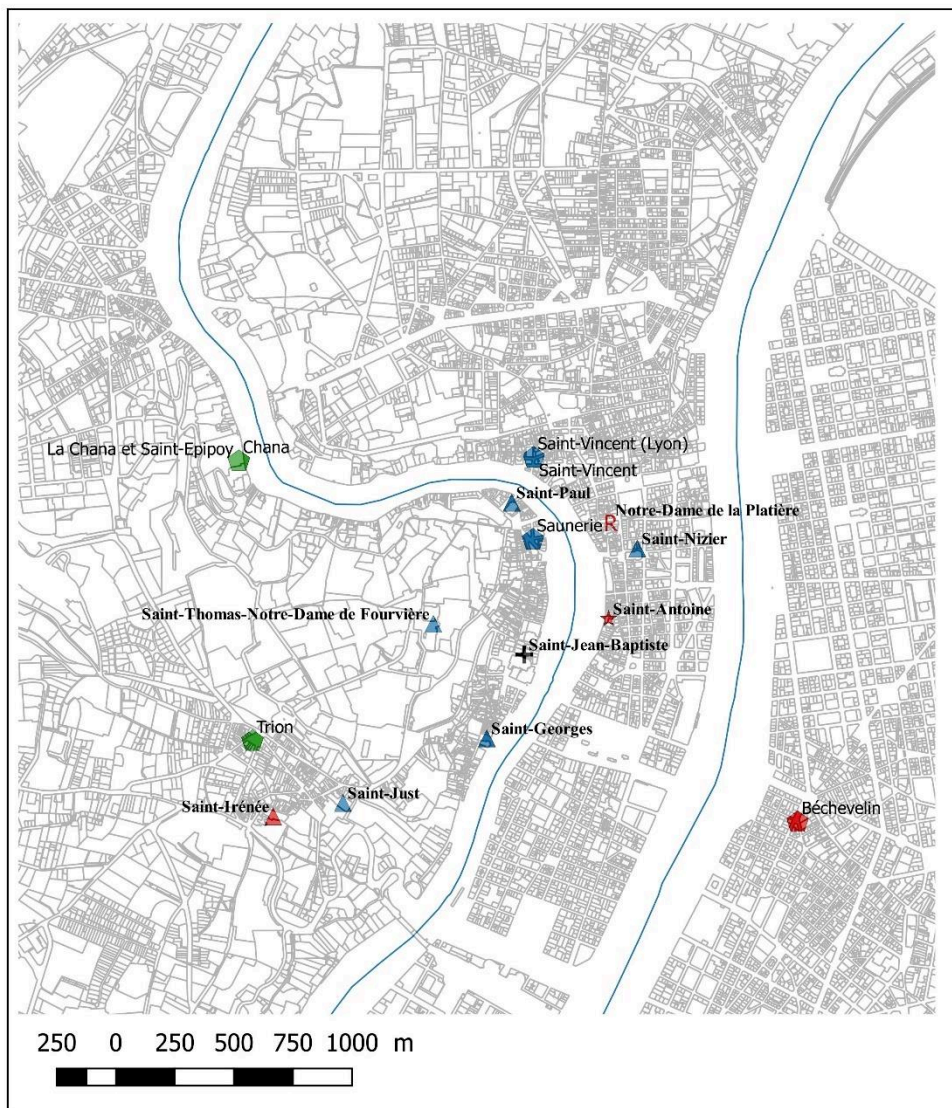 Saint-Vincent (Lyon)
La Chana et Saint-Epipoy
Chana
Saint-Vincent
Saint-Paul
Notre-Dame de la Platière
Saunerie
R
Saint-Nizier
Saint-Thomas-Notre-Dame de Fourvière
Saint-Antoine
Saint-Jean-Baptiste
Trion
Saint-Georges
Saint-Just
Saint-Irénée
Béchevelin
250 0 250 500 750 1000 m